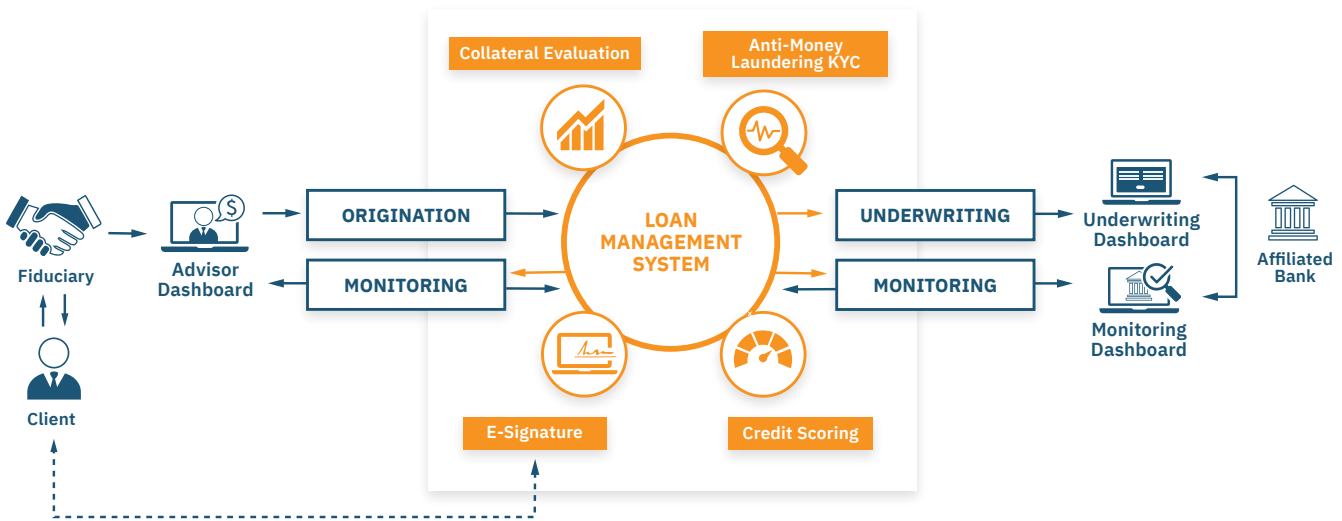 Collateral Evaluation
Anti-Money
Laundering KYC
ORIGINATION
MONITORING
LOAN
MANAGEMENT
SYSTEM
UNDERWRITING
MONITORING
Fiduciary
Advisor
Dashboard
$
Underwriting
Dashboard
Affiliated
Bank
Monitoring
Dashboard
Client
E-Signature
Credit Scoring